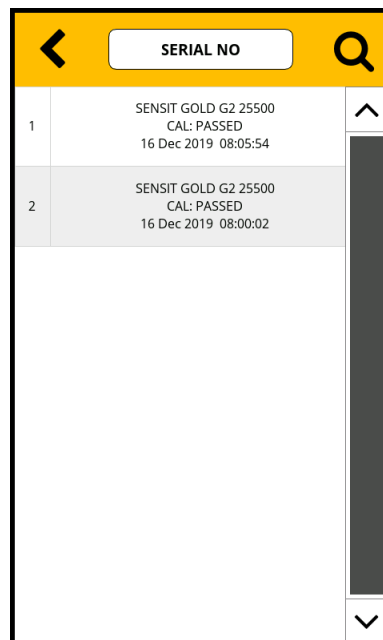 SERIAL NO
1
SENSIT GOLD G2 25500
CAL: PASSED
16 Dec 2019 08:05:54
2
SENSIT GOLD G2 25500
CAL: PASSED
16 Dec 2019 08:00:02